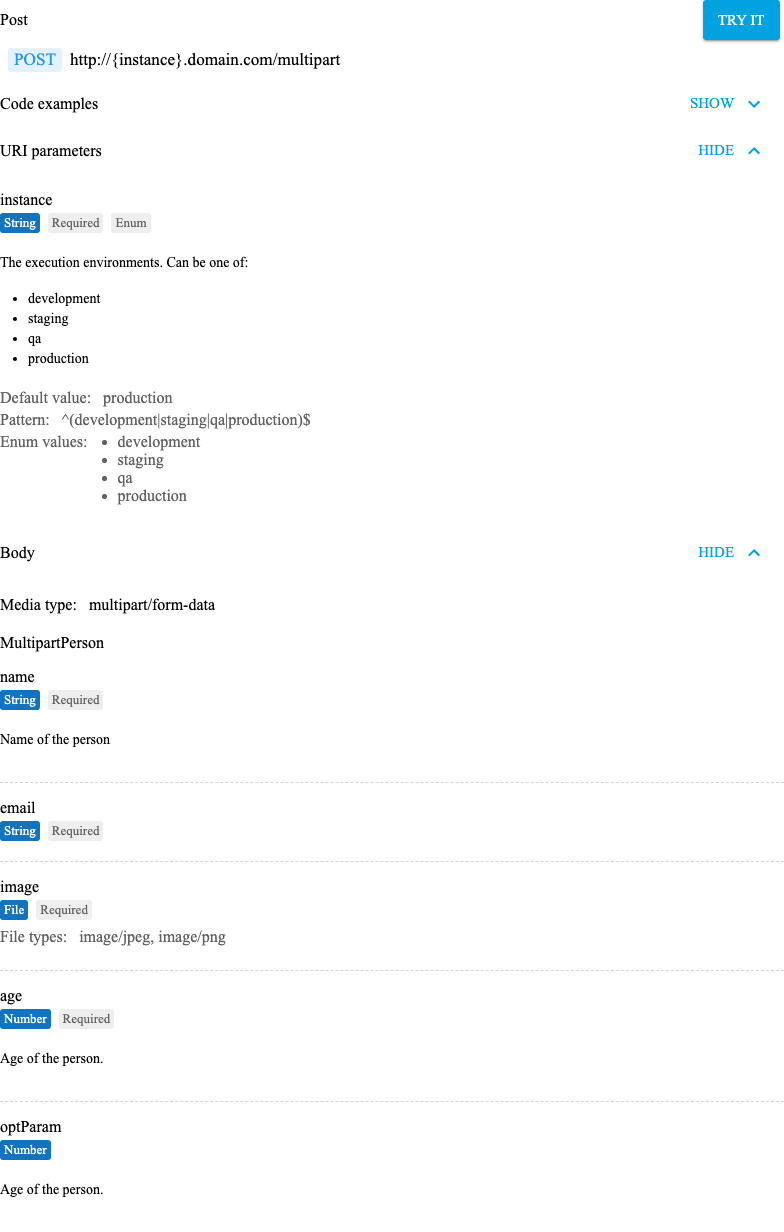 Post
TRY IT
POST http://{instance}.domain.com/multipart
Code examples SHOW
URI parameters HIDE
instance
String Required Enum
The execution environments. Can be one of:
• development
• staging
• qa
• production
Default value: production
Pattern: ^(development|staging|qa|production)$
Enum values: • development
• staging
• qa
• production
Body HIDE
Media type: multipart/form-data
MultipartPerson
name
String Required
Name of the person
email
String Required
image
File Required
File types: image/jpeg, image/png
age
Number Required
Age of the person.
optParam
Number
Age of the person.